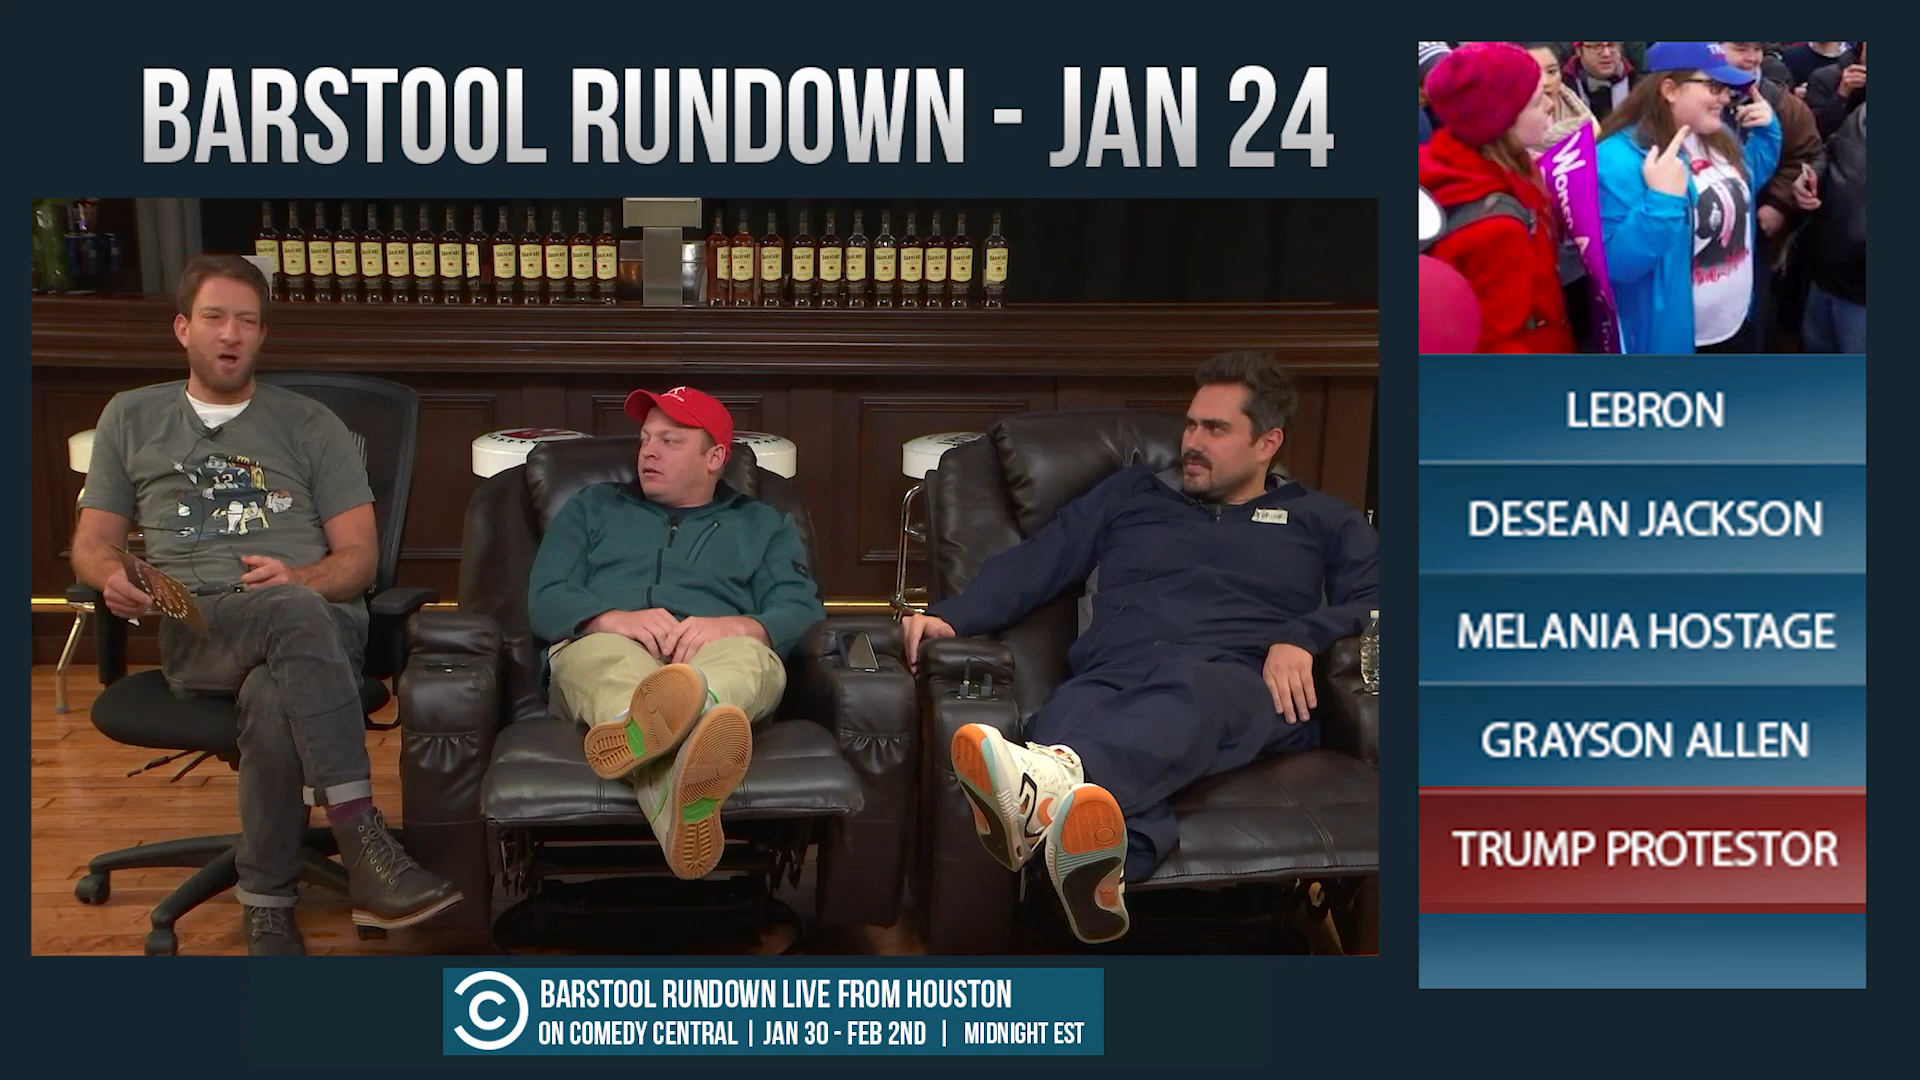 BARSTOOL RUNDOWN - JAN 24
LEBRON
DESEAN JACKSON
MELANIA HOSTAGE
GRAYSON ALLEN
TRUMP PROTESTOR
12
BARSTOOL RUNDOWN LIVE FROM HOUSTON
ON COMEDY CENTRAL | JAN 30 - FEB 2ND | MIDNIGHT EST